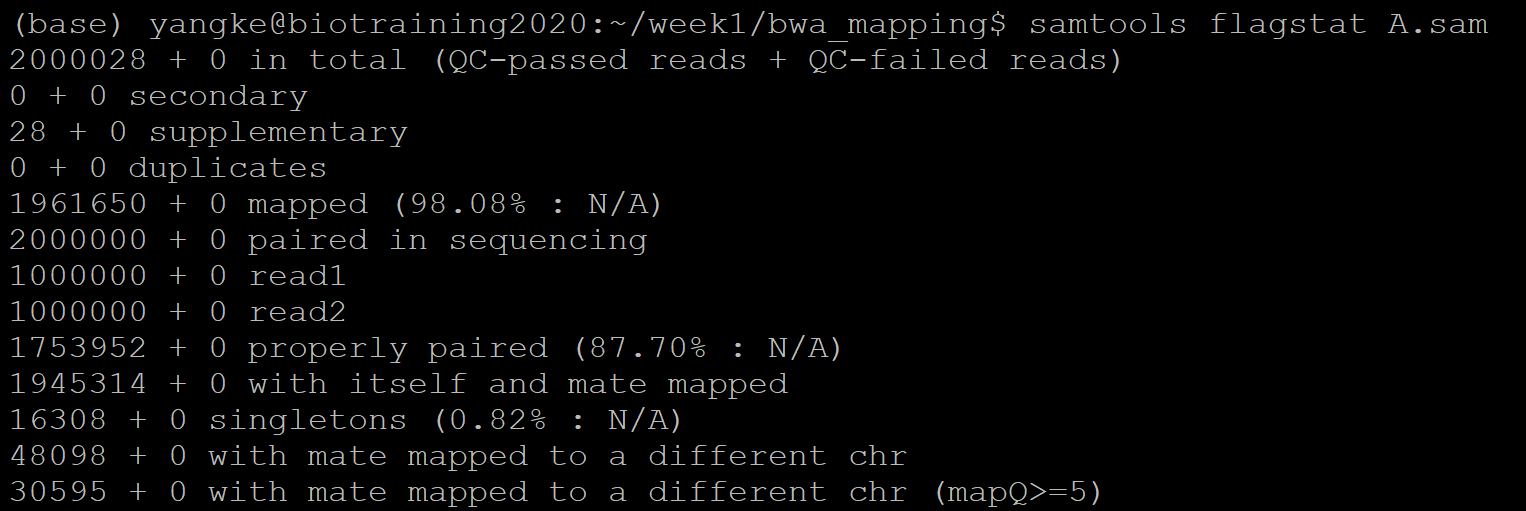 (base) yangke@biotraining2020:~/week1/bwa_mapping$ samtools flagstat A.sam
2000028 + 0 in total (QC-passed reads + QC-failed reads)
0 + 0 secondary
28 + 0 supplementary
0 + 0 duplicates
1961650 + 0 mapped (98.08% : N/A)
2000000 + 0 paired in sequencing
1000000 + 0 read1
1000000 + 0 read2
1753952 + 0 properly paired (87.70% : N/A)
1945314 + 0 with itself and mate mapped
16308 + 0 singletons (0.82% : N/A)
48098 + 0 with mate mapped to a different chr
30595 + 0 with mate mapped to a different chr (mapQ>=5)